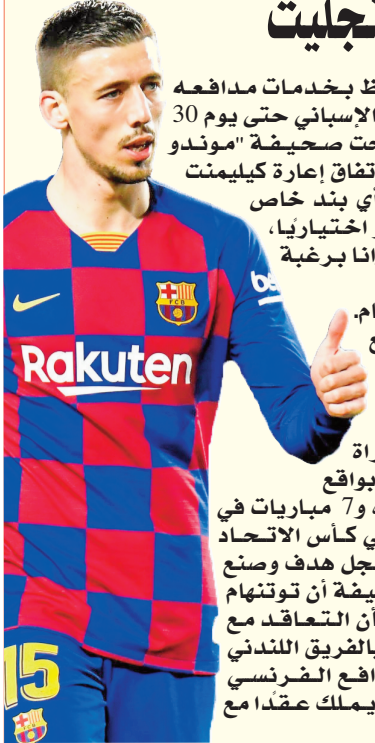 نجليت
ظ بخدمات مدافعه
الإسباني حتى يوم 30
حت صحيفة "موندو
تفاق إعارة كيليمنت
أي بند خاص
اختياريًا،
انا برغبة
ام.
ع
راة
بواقع
، و7 مباريات في
ي كأس الاتحاد
جل هدف وصنع
يفة أن توتنهام
أن التعاقد مع
بالفريق اللندني
افع الفرنسي
يملك عقدًا مع
be
FCB
Rakuten
15